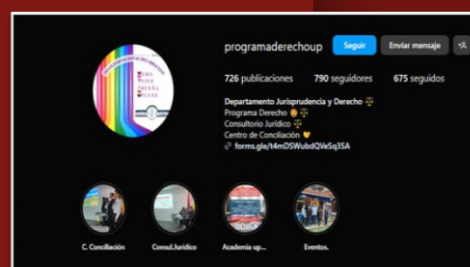 programaderechoup
Seguir
Enviar mensaje
726 publicaciones
790 seguidores
675 seguidos
Departamento Jurisprudencia y Derecho
Programa Derecho
Consultorio Jurídico
Centro de Conciliación
forms.gle/t4mDSWubdQVeSq3SA
C. Conciliación
Consul.Jurídico
Academia up...
Eventos.